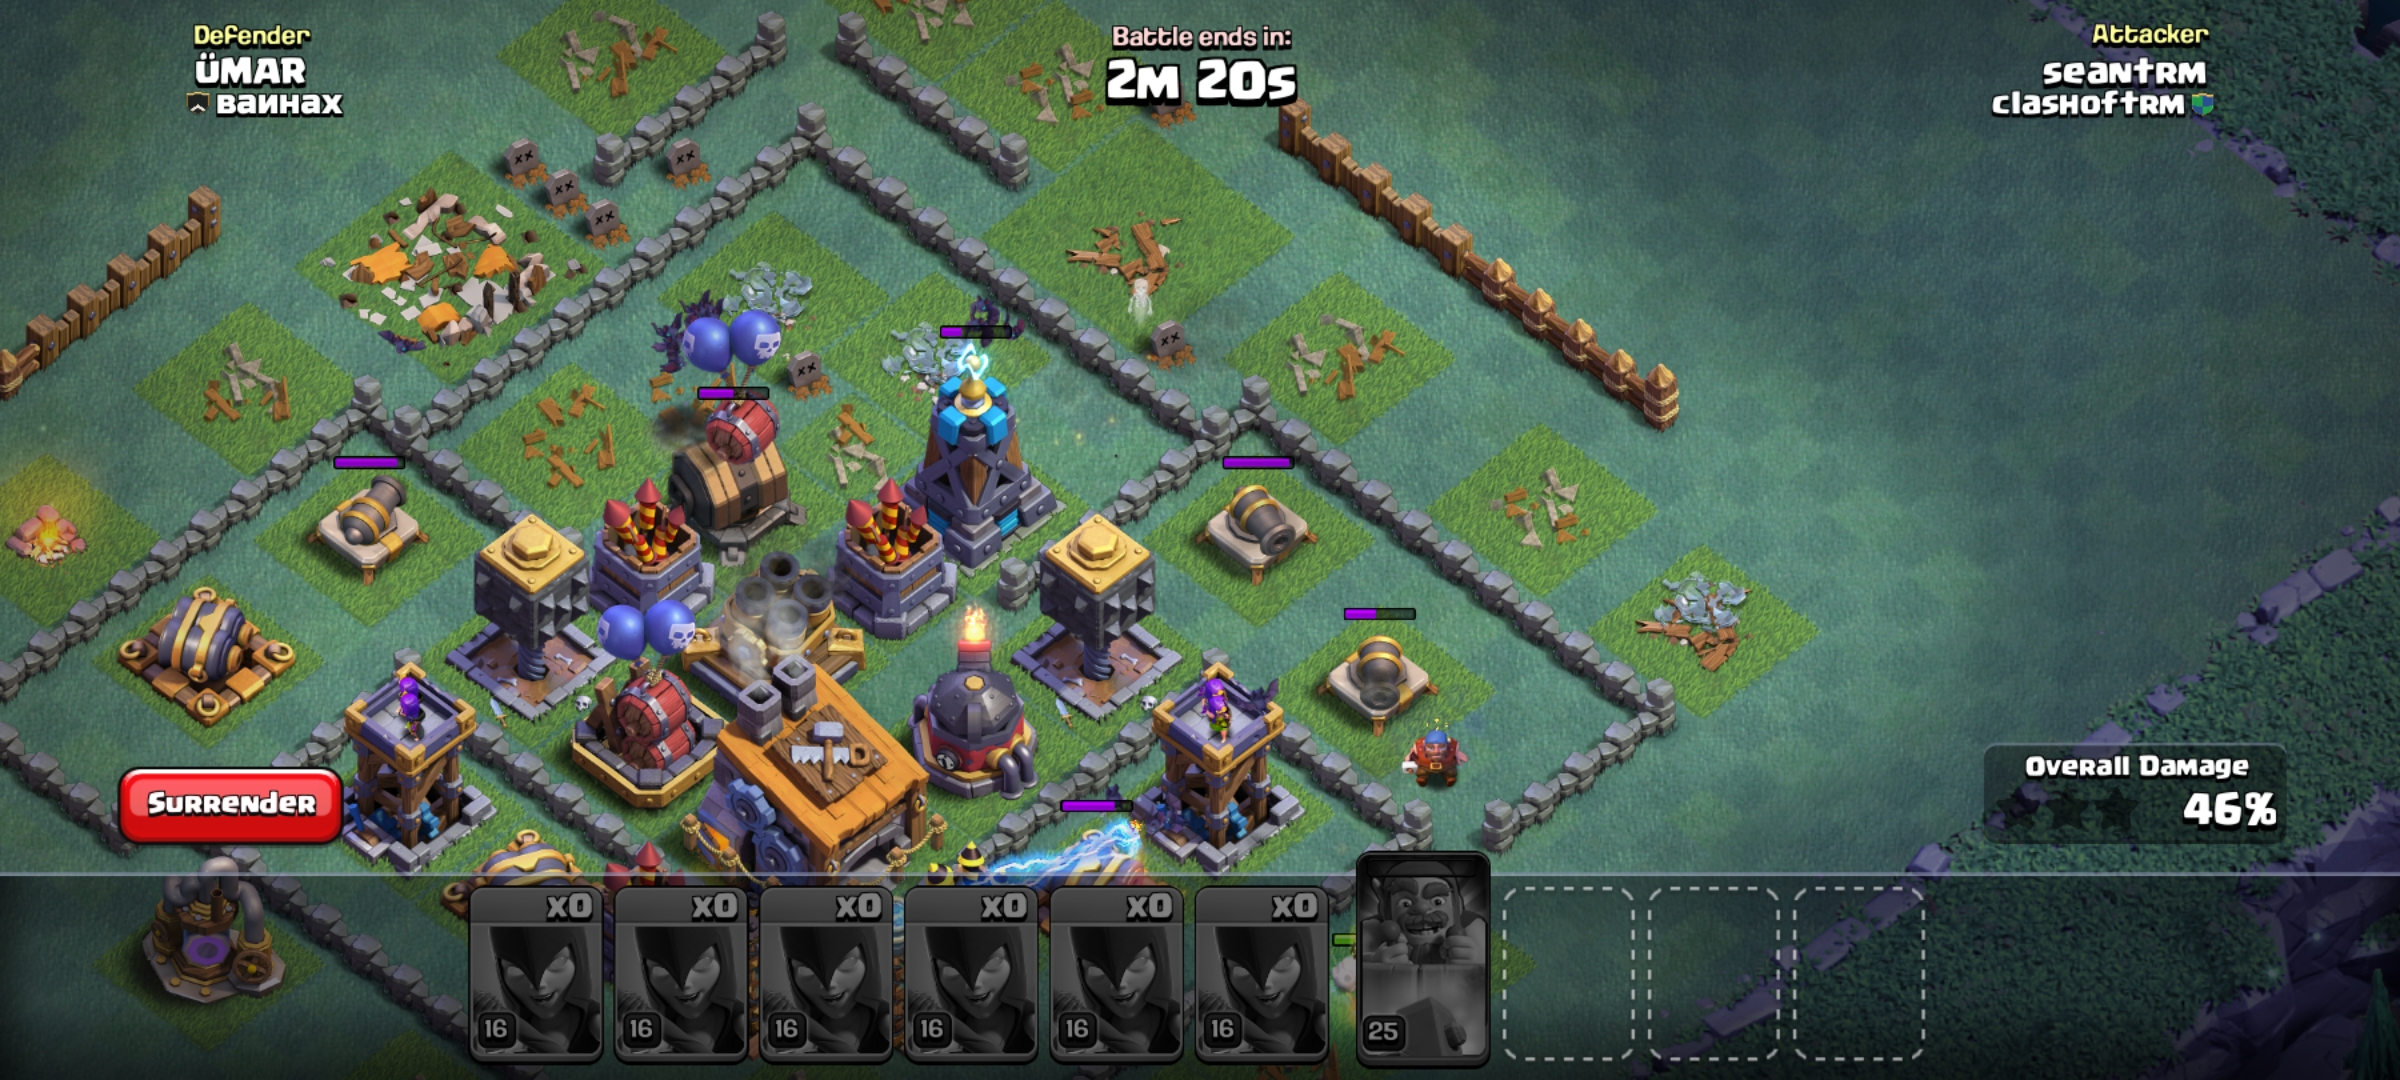 Defender
ÜMAR
ВАИНАХ
Battle ends in:
2M 20S
Attacker
seantRM
clashoftRM
Surrender
Overall Damage
46%
x0
x0
x0
x0
x0
x0
16
16
16
16
16
16
25